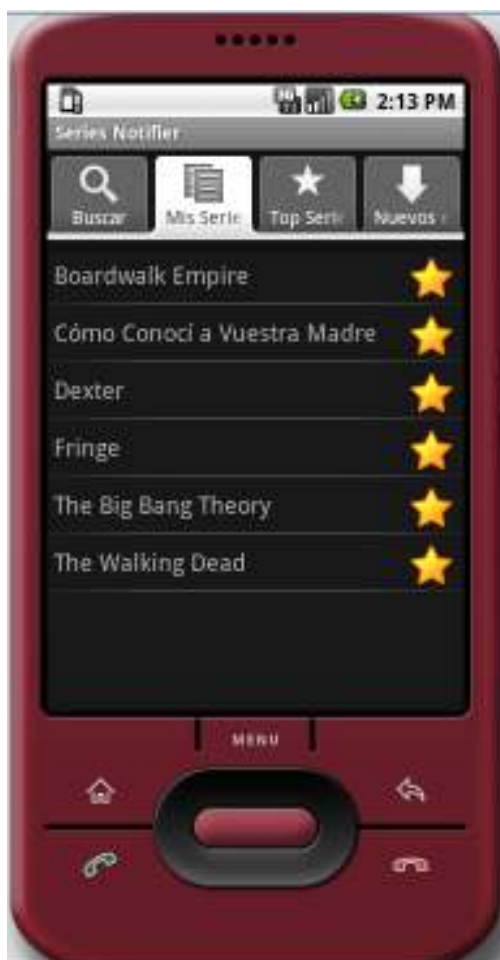 2:13 PM
Series Notifier
Buscar
Mis Serie
Top Serie
Nuevos
Boardwalk Empire
Cómo Conocí a Vuestra Madre
Dexter
Fringe
The Big Bang Theory
The Walking Dead
MENU